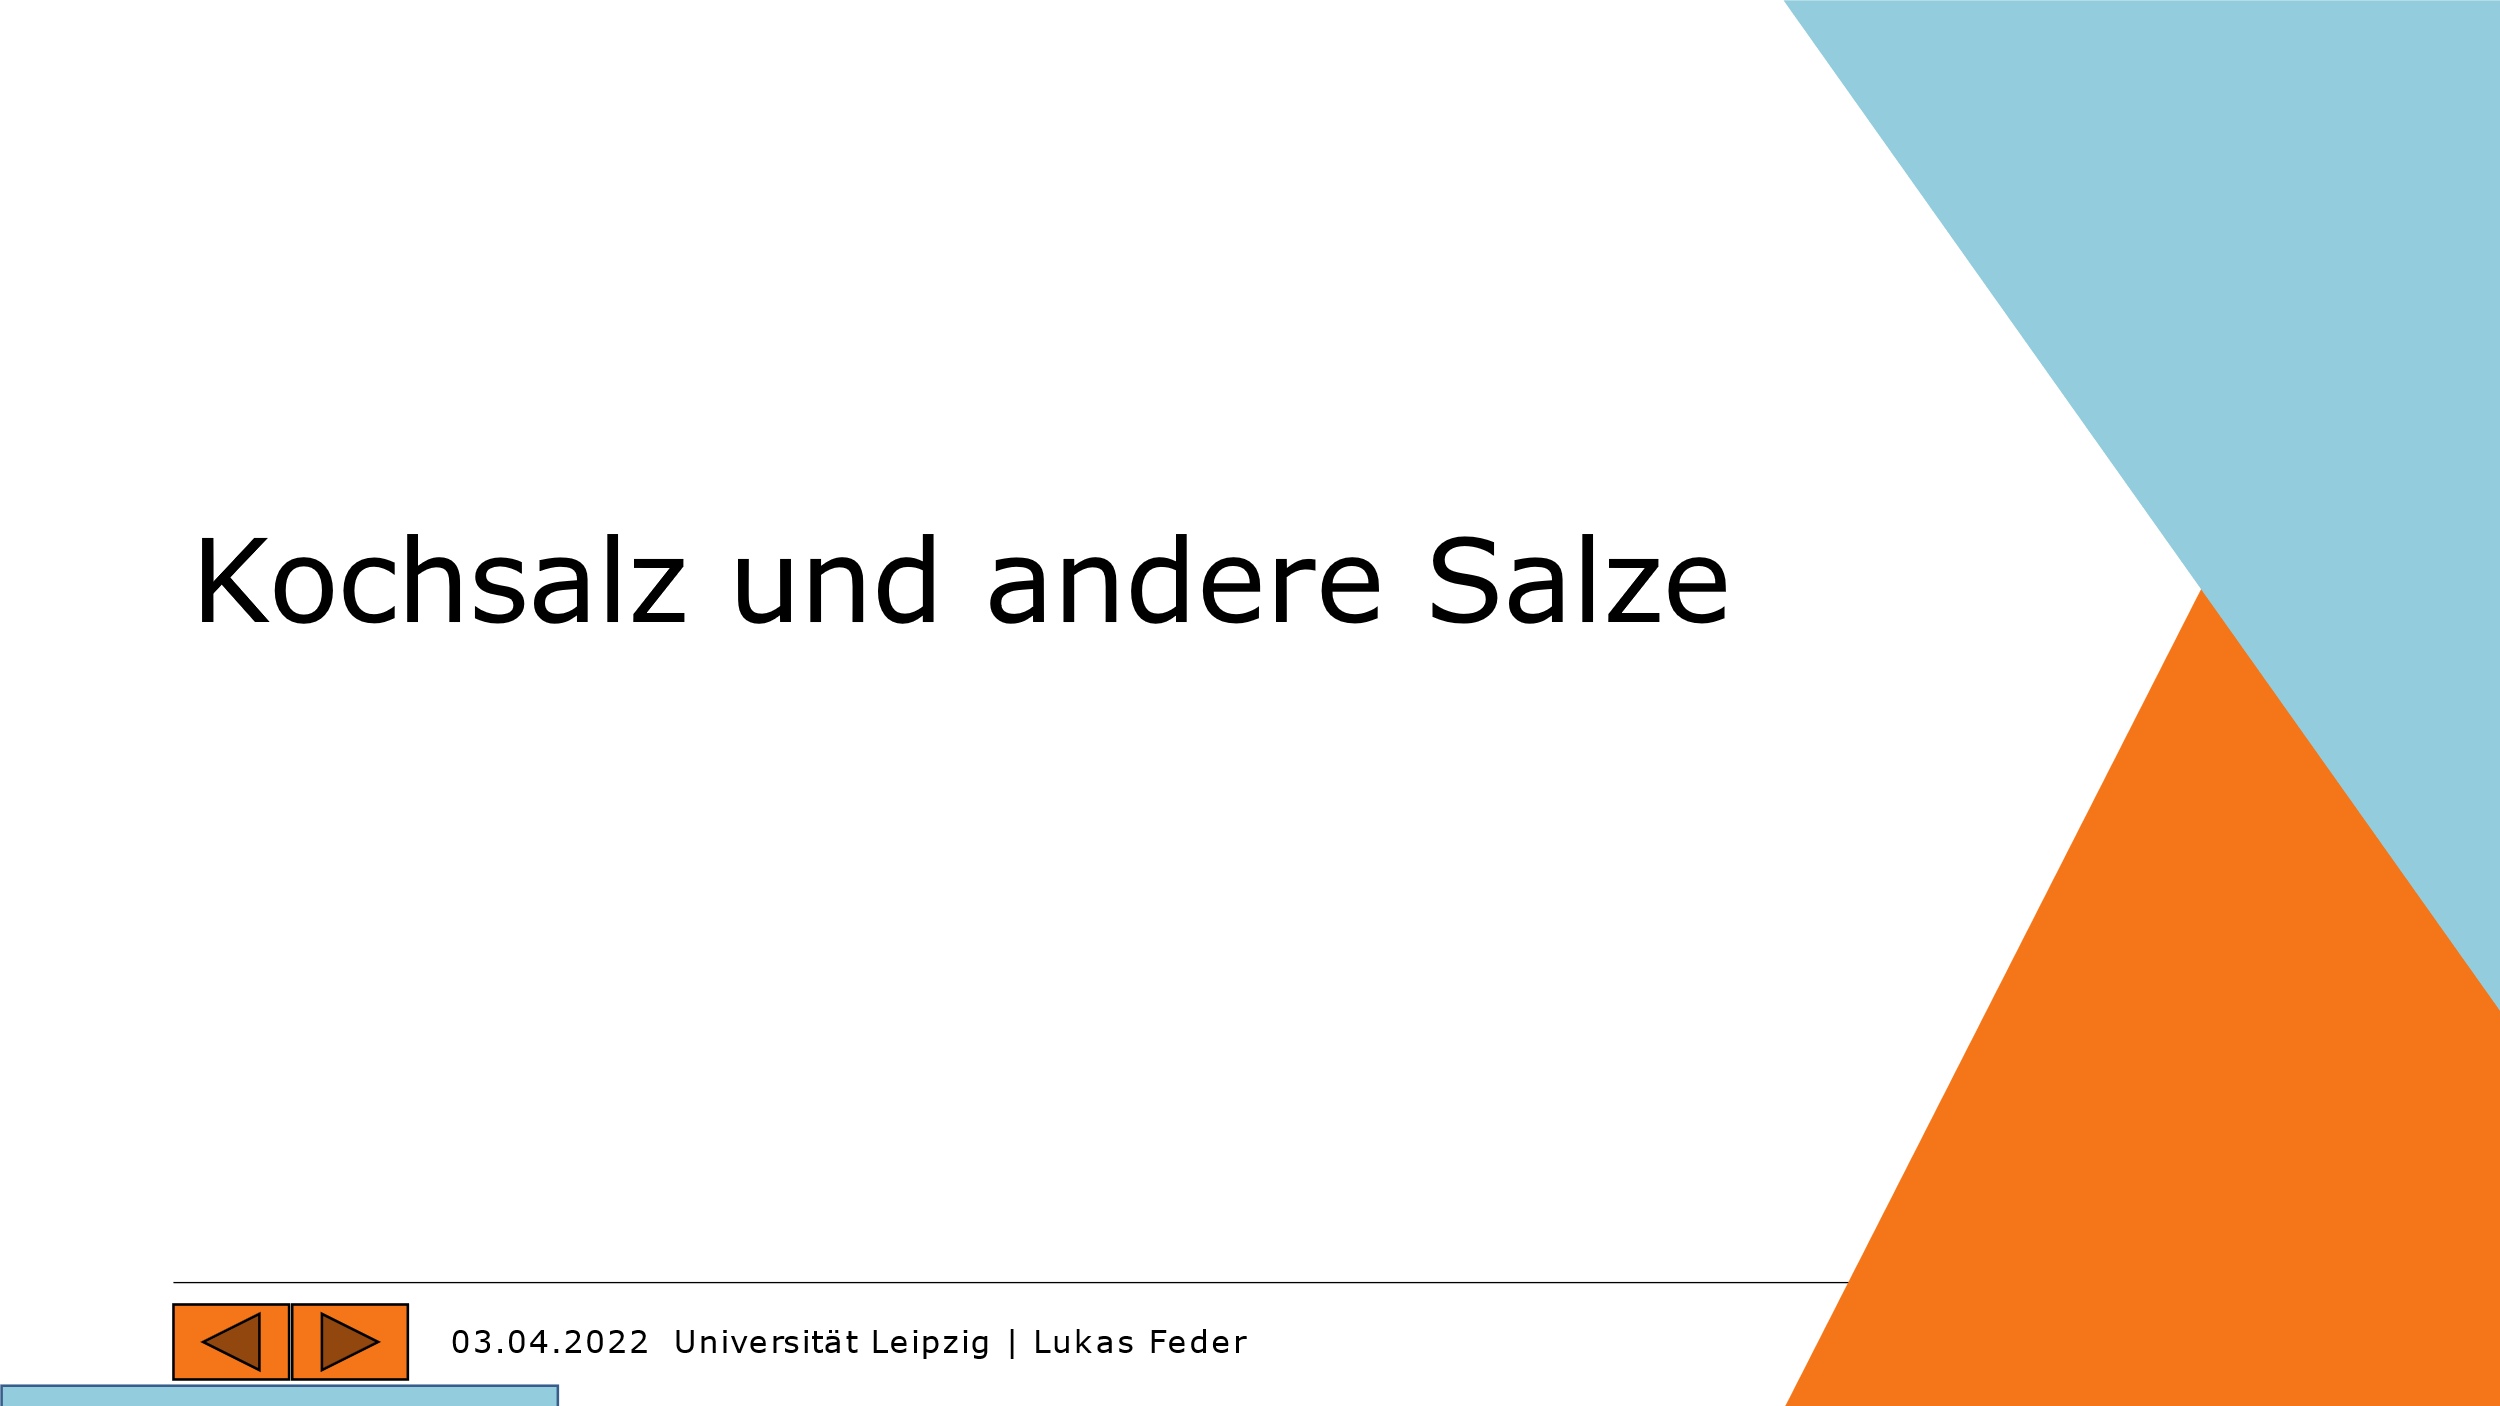 Kochsalz und andere Salze
03.04.2022 Universität Leipzig | Lukas Feder